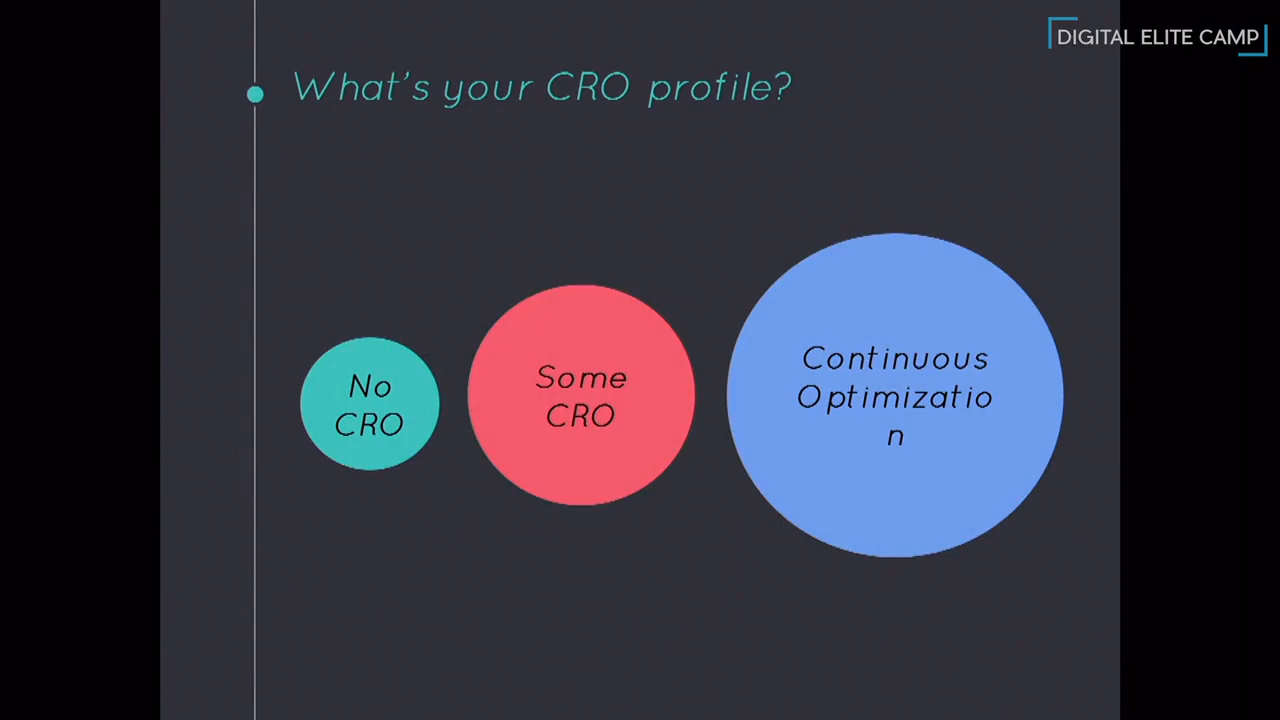 DIGITAL ELITE CAMP
What's your CRO profile?
No
CRO
Some
CRO
Continuous
Optimizatio
n